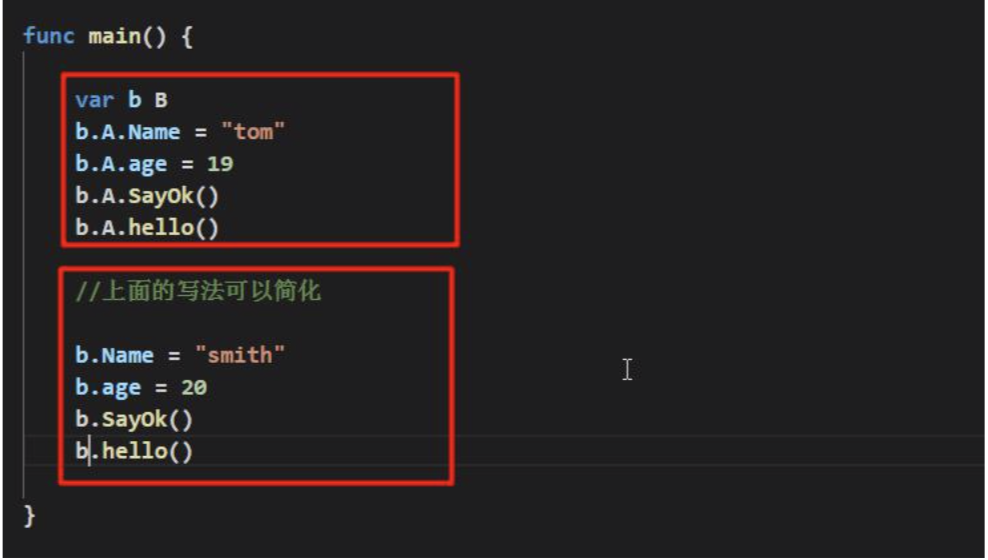 func main() {
var b B
b.A.Name = "tom"
b.A.age = 19
b.A.SayOk()
b.A.hello()
//上面的写法可以简化
b.Name = "smith"
b.age = 20
b.SayOk()
b.hello()
}